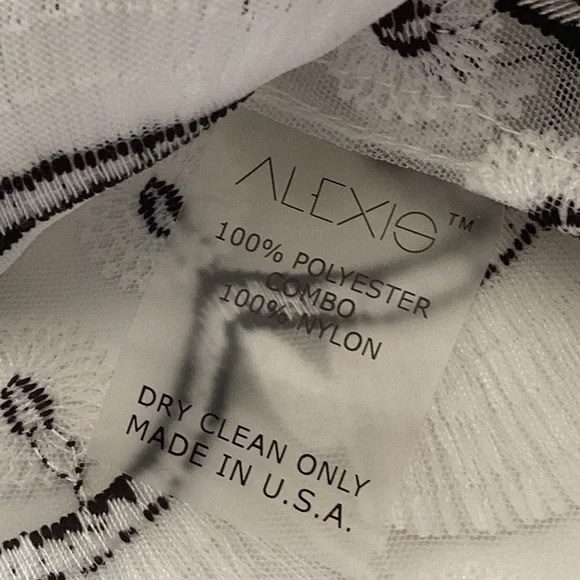 ALEXIS™
100% POLYESTER
COMBO
100% NYLON
DRY CLEAN ONLY
MADE IN U.S.A.